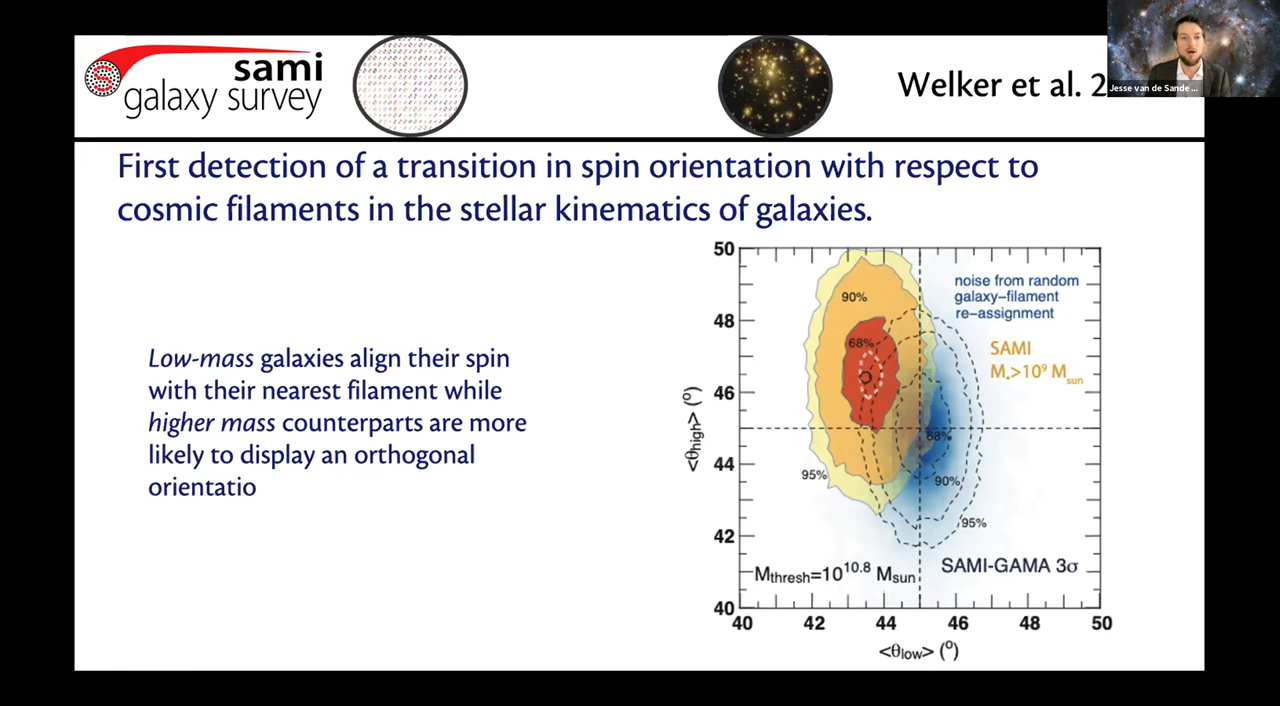 sami
galaxy survey
Welker et al. 2
Jesse van de Sande ...
First detection of a transition in spin orientation with respect to
cosmic filaments in the stellar kinematics of galaxies.
Low-mass galaxies align their spin
with their nearest filament while
higher mass counterparts are more
likely to display an orthogonal
orientatio
50
48
46
44
42
40
<θhigh> (°)
noise from random
galaxy–filament
re–assignment
SAMI
M*>10⁹ Msun
90%
68%
95%
68%
90%
95%
Mthresh=10¹⁰·⁸ Msun
SAMI-GAMA 3σ
40 42 44 46 48 50
<θlow> (°)